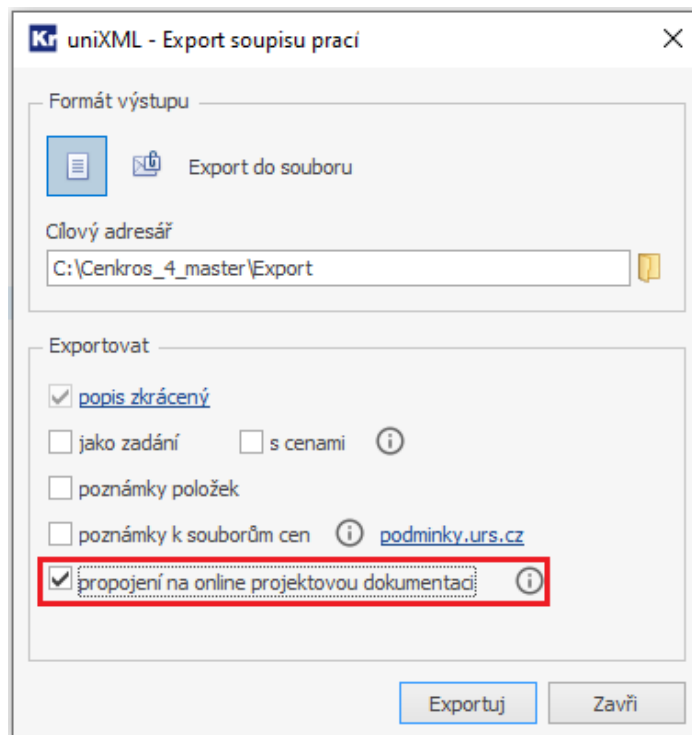 Kr uniXML - Export soupisu prací
Formát výstupu
Export do souboru
Cílový adresář
C:\Cenkros_4_master\Export
Exportovat
popis zkrácený
jako zadání s cenami
poznámky položek
poznámky k souborům cen podminky.urs.cz
propojení na online projektovou dokumentaci
Exportuj Zavři